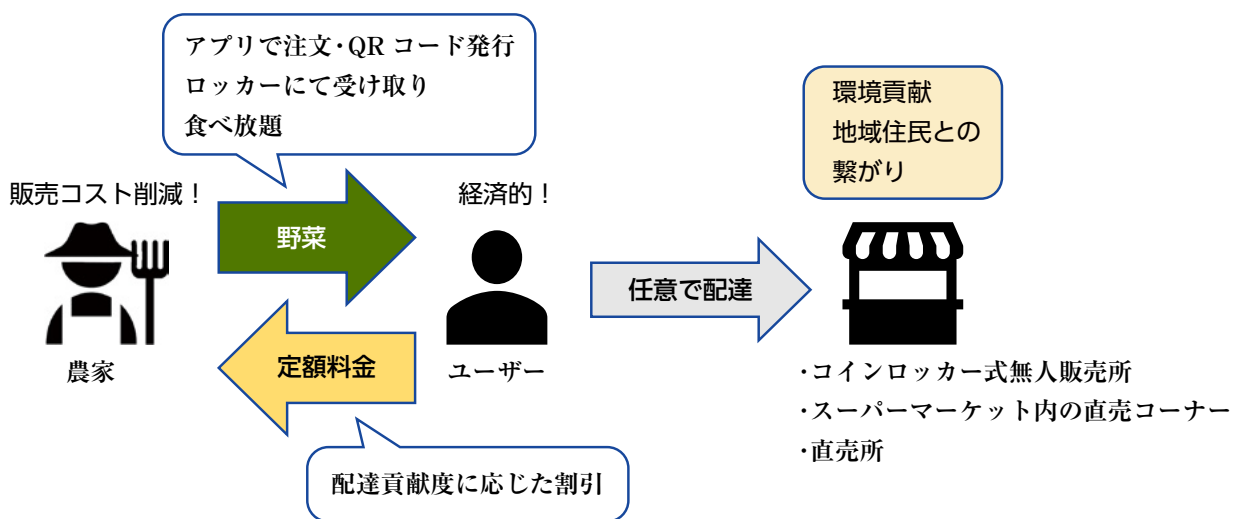 アプリで注文・QR コード発行
ロッカーにて受け取り
食べ放題
環境貢献
地域住民との
繋がり
販売コスト削減！
経済的！
野菜
任意で配達
定額料金
農家
ユーザー
・コインロッカー式無人販売所
・スーパーマーケット内の直売コーナー
・直売所
配達貢献度に応じた割引